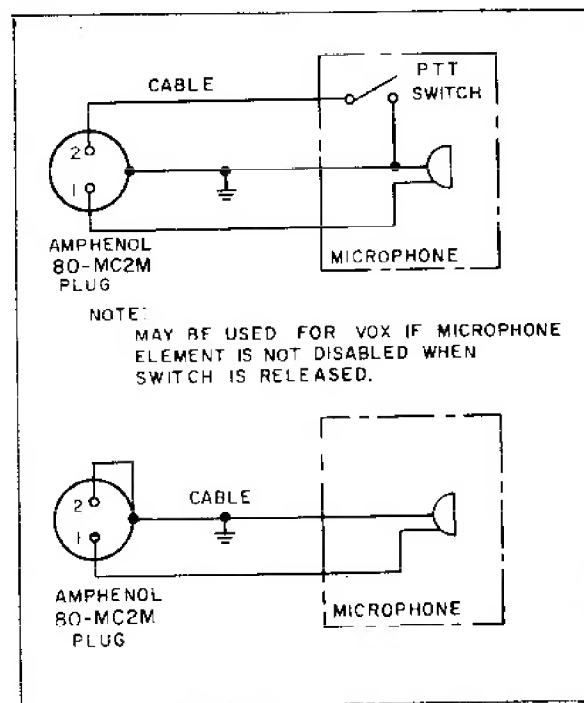 CABLE
PTT
SWITCH
2
1
AMPHENOL
80-MC2M
PLUG
MICROPHONE
NOTE:
MAY BE USED FOR VOX IF MICROPHONE
ELEMENT IS NOT DISABLED WHEN
SWITCH IS RELEASED.
2
CABLE
1
AMPHENOL
80-MC2M
PLUG
MICROPHONE